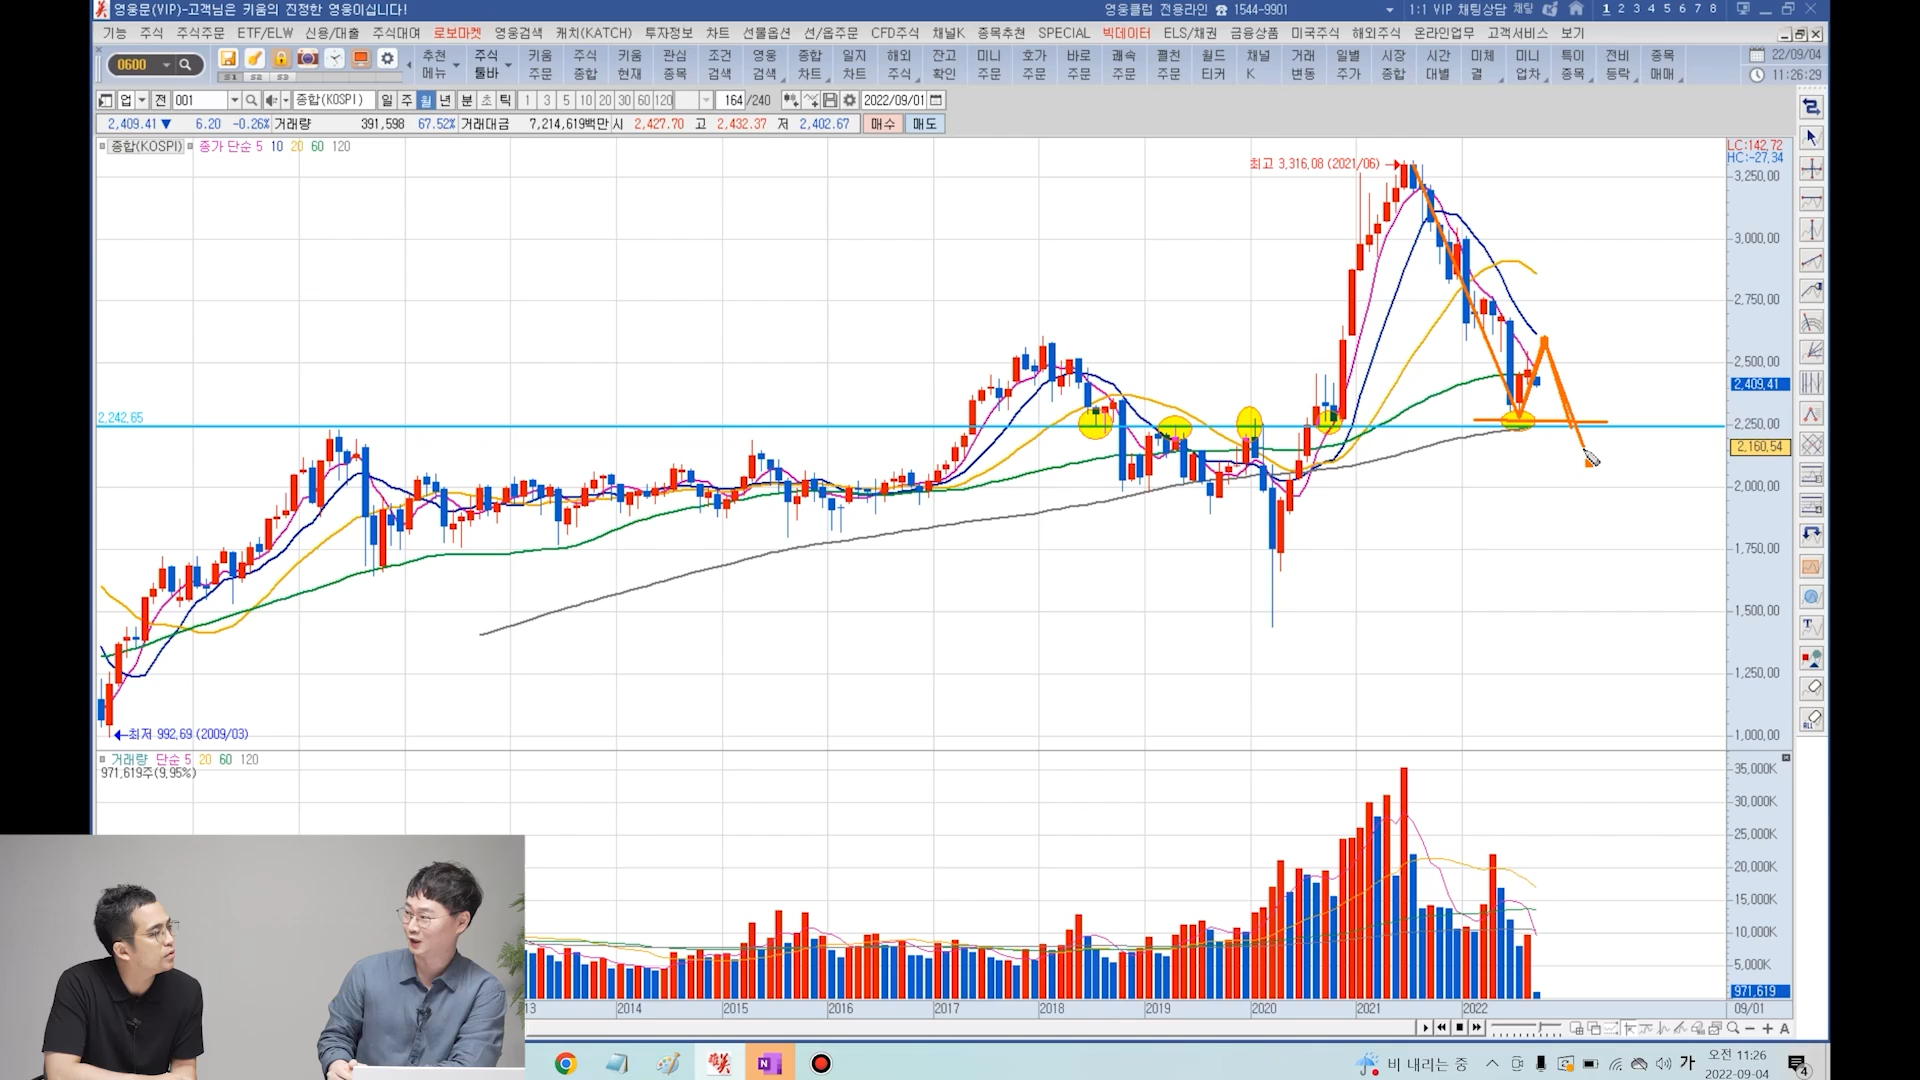 영웅문(VIP)-고객님은 키움의 진정한 영웅이십니다!
영웅클럽 전용라인 ☎ 1544-9901
1:1 VIP 채팅상담 채팅
1 2 3 4 5 6 7 8
기능 주식 주식주문 ETF/ELW 신용/대출 주식대여 로보마켓 영웅검색 캐치(KATCH) 투자정보 차트 선물옵션 선/옵주문 CFD주식 채널K 종목추천 SPECIAL 빅데이터 ELS/채권 금융상품 미국주식 해외주식 온라인업무 고객서비스 보기
0600
S1 S2 S3
추천 주식 키움 주식 키움 관심 조건 영웅 종합 일지 해외 잔고 미니 호가 바로 쾌속 펼친 월드 채널 거래 일별 시장 시간 미체 미니 특이 전비 종목
메뉴 툴바 주문 종합 현재 종목 검색 검색 차트 차트 주식 확인 주문 주문 주문 주문 주문 티커 K 변동 주가 종합 대별 결 업차 종목 등락 매매
22/09/04
11:26:29
업 전 001 종합(KOSPI) 일 주 월 년 분 초 틱 1 3 5 10 20 30 60 120 164 /240 2022/09/01
2,409.41 ▼ 6.20 -0.26% 거래량 391,598 67.52% 거래대금 7,214,619백만 시 2,427.70 고 2,432.37 저 2,402.67 매수 매도
종합(KOSPI) 종가 단순 5 10 20 60 120
LC:142.72
HC:-27.34
최고 3,316.08 (2021/06)
3,250.00
3,000.00
2,750.00
2,500.00
2,409.41
2,242.65
2,250.00
2,160.54
2,000.00
1,750.00
1,500.00
1,250.00
최저 992.69 (2009/03)
1,000.00
거래량 단순 5 20 60 120
971,619주(9.95%)
35,000K
30,000K
25,000K
20,000K
15,000K
10,000K
5,000K
971,619
13 2014 2015 2016 2017 2018 2019 2020 2021 2022 09/01
T
ALL
A
N
비 내리는 중
가
오전 11:26
2022-09-04
4